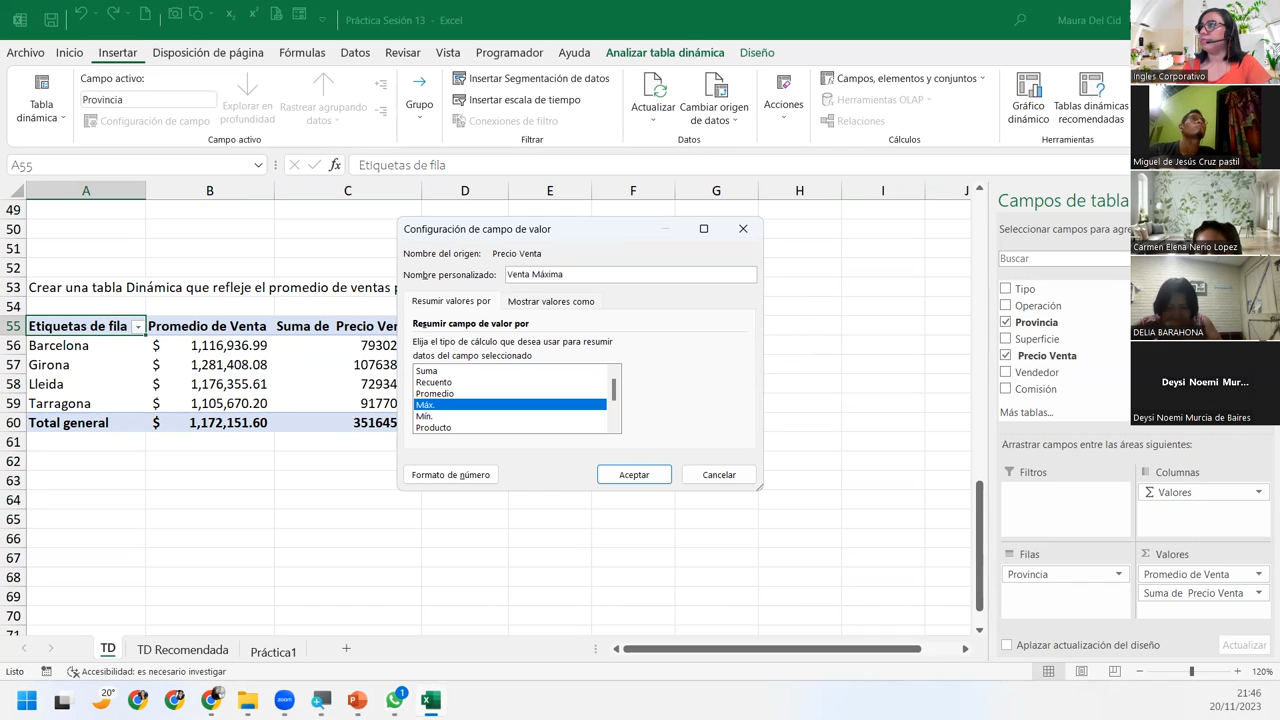 Práctica Sesión 13 - Excel
Maura Del Cid
Archivo Inicio Insertar Disposición de página Fórmulas Datos Revisar Vista Programador Ayuda Analizar tabla dinámica Diseño
Tabla dinámica
Campo activo:
Provincia
Configuración de campo
Explorar en profundidad
Rastrear agrupando datos
Campo activo
Grupo
Insertar Segmentación de datos
Insertar escala de tiempo
Conexiones de filtro
Filtrar
Actualizar
Cambiar origen de datos
Datos
Acciones
Campos, elementos y conjuntos
Herramientas OLAP
Relaciones
Cálculos
Gráfico dinámico
Tablas dinámicas recomendadas
Herramientas
Ingles Corporativo
Miguel de Jesús Cruz pastil
Carmen Elena Nerio Lopez
DELIA BARAHONA
Deysi Noemi Mur...
Deysi Noemi Murcia de Baires
A55
fx
Etiquetas de fila
A B C D E F G H I J
49
50
51
52
53 Crear una tabla Dinámica que refleje el promedio de ventas
54
55 Etiquetas de fila Promedio de Venta Suma de Precio Ven
56 Barcelona $ 1,116,936.99 79302
57 Girona $ 1,281,408.08 107638
58 Lleida $ 1,176,355.61 72934
59 Tarragona $ 1,105,670.20 91770
60 Total general $ 1,172,151.60 351645
61
62
63
64
65
66
67
68
69
70
71
Configuración de campo de valor
Nombre del origen: Precio Venta
Nombre personalizado: Venta Máxima
Resumir valores por Mostrar valores como
Resumir campo de valor por
Elija el tipo de cálculo que desea usar para resumir
datos del campo seleccionado
Suma
Recuento
Promedio
Máx.
Mín.
Producto
Formato de número Aceptar Cancelar
Campos de tabla
Seleccionar campos para agre
Buscar
Tipo
Operación
Provincia
Superficie
Precio Venta
Vendedor
Comisión
Más tablas...
Arrastrar campos entre las áreas siguientes:
Filtros Columnas
Σ Valores
Filas Σ Valores
Provincia Promedio de Venta
Suma de Precio Venta
Aplazar actualización del diseño Actualizar
TD TD Recomendada Práctica1
Listo Accesibilidad: es necesario investigar 120%
20°
zoom
1
21:46
20/11/2023